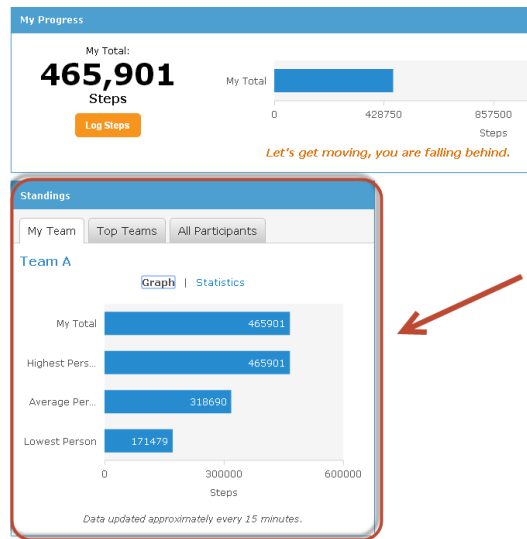 My Progress
My Total:
465,901
Steps
Log Steps
My Total
0 428750 857500
Steps
Let's get moving, you are falling behind.
Standings
My Team Top Teams All Participants
Team A
Graph | Statistics
My Total 465901
Highest Pers... 465901
Average Per... 318690
Lowest Person 171479
0 300000 600000
Steps
Data updated approximately every 15 minutes.